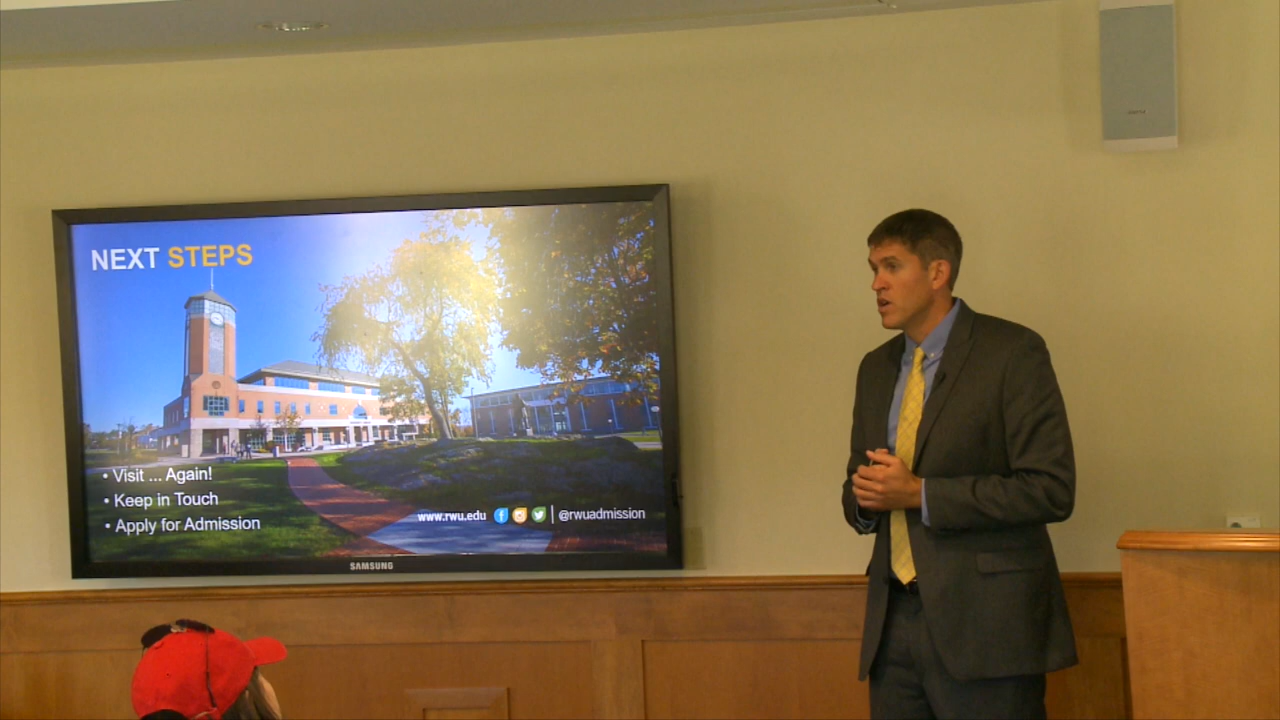 NEXT STEPS
• Visit ... Again!
• Keep in Touch
• Apply for Admission
www.rwu.edu | @rwuadmission
SAMSUNG